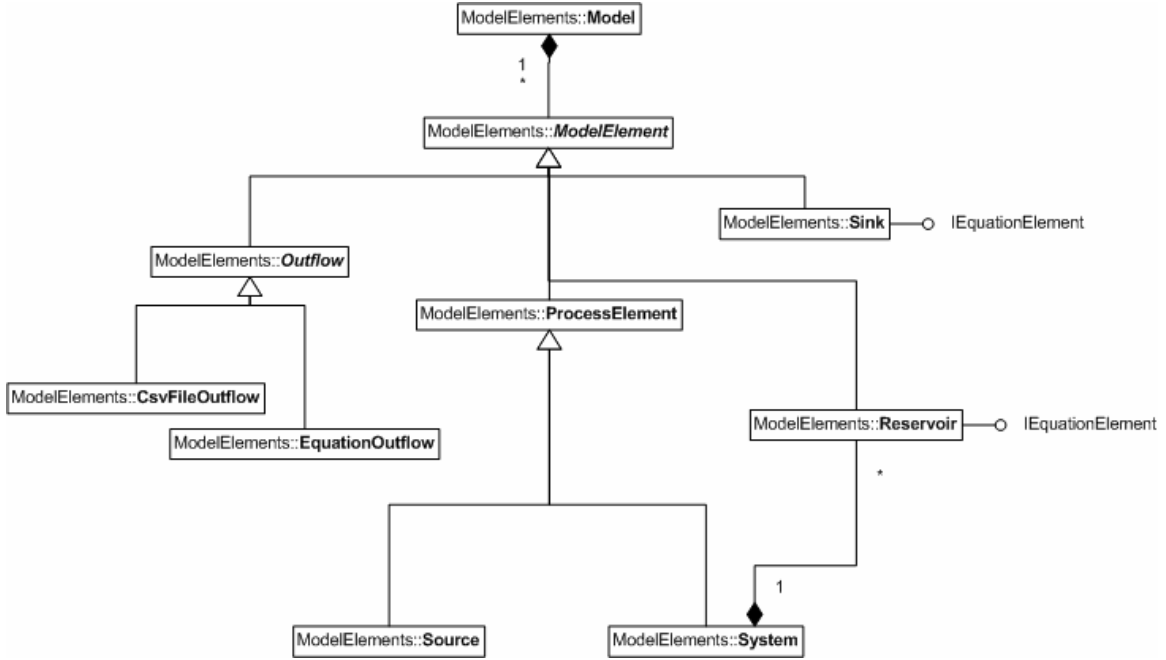 ModelElements::Model
1
*
ModelElements::ModelElement
ModelElements::Sink
IEquationElement
ModelElements::Outflow
ModelElements::ProcessElement
ModelElements::CsvFileOutflow
ModelElements::EquationOutflow
ModelElements::Reservoir
IEquationElement
*
1
ModelElements::Source
ModelElements::System